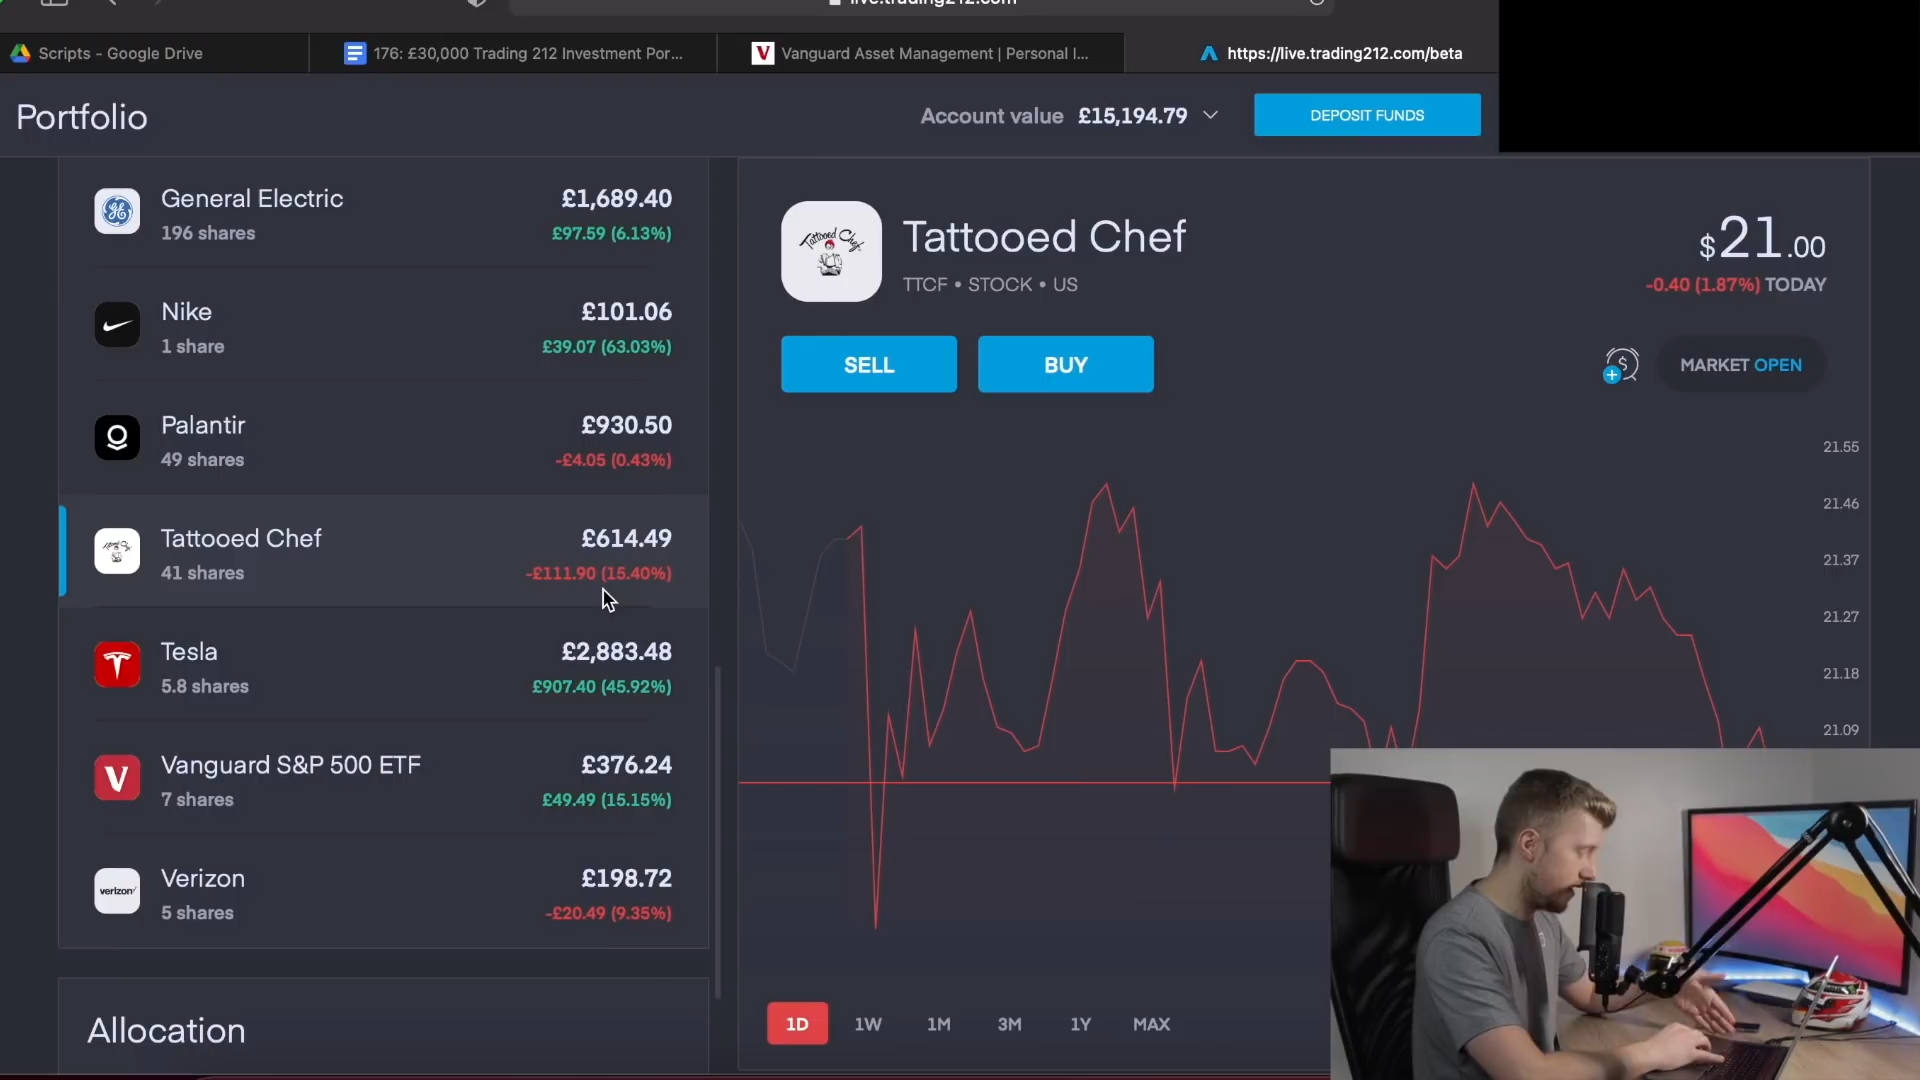 live.trading212.com
Scripts - Google Drive
176: £30,000 Trading 212 Investment Por...
V
Vanguard Asset Management | Personal I...
https://live.trading212.com/beta
Portfolio
Account value £15,194.79
DEPOSIT FUNDS
General Electric
£1,689.40
196 shares
£97.59 (6.13%)
Nike
£101.06
1 share
£39.07 (63.03%)
Palantir
£930.50
49 shares
-£4.05 (0.43%)
Tattooed Chef
£614.49
41 shares
-£111.90 (15.40%)
Tesla
£2,883.48
5.8 shares
£907.40 (45.92%)
V
Vanguard S&P 500 ETF
£376.24
7 shares
£49.49 (15.15%)
verizon
Verizon
£198.72
5 shares
-£20.49 (9.35%)
Allocation
Tattooed Chef
Tattooed Chef
TTCF • STOCK • US
$21.00
-0.40 (1.87%) TODAY
SELL
BUY
MARKET OPEN
21.55
21.46
21.37
21.27
21.18
21.09
1D
1W
1M
3M
1Y
MAX